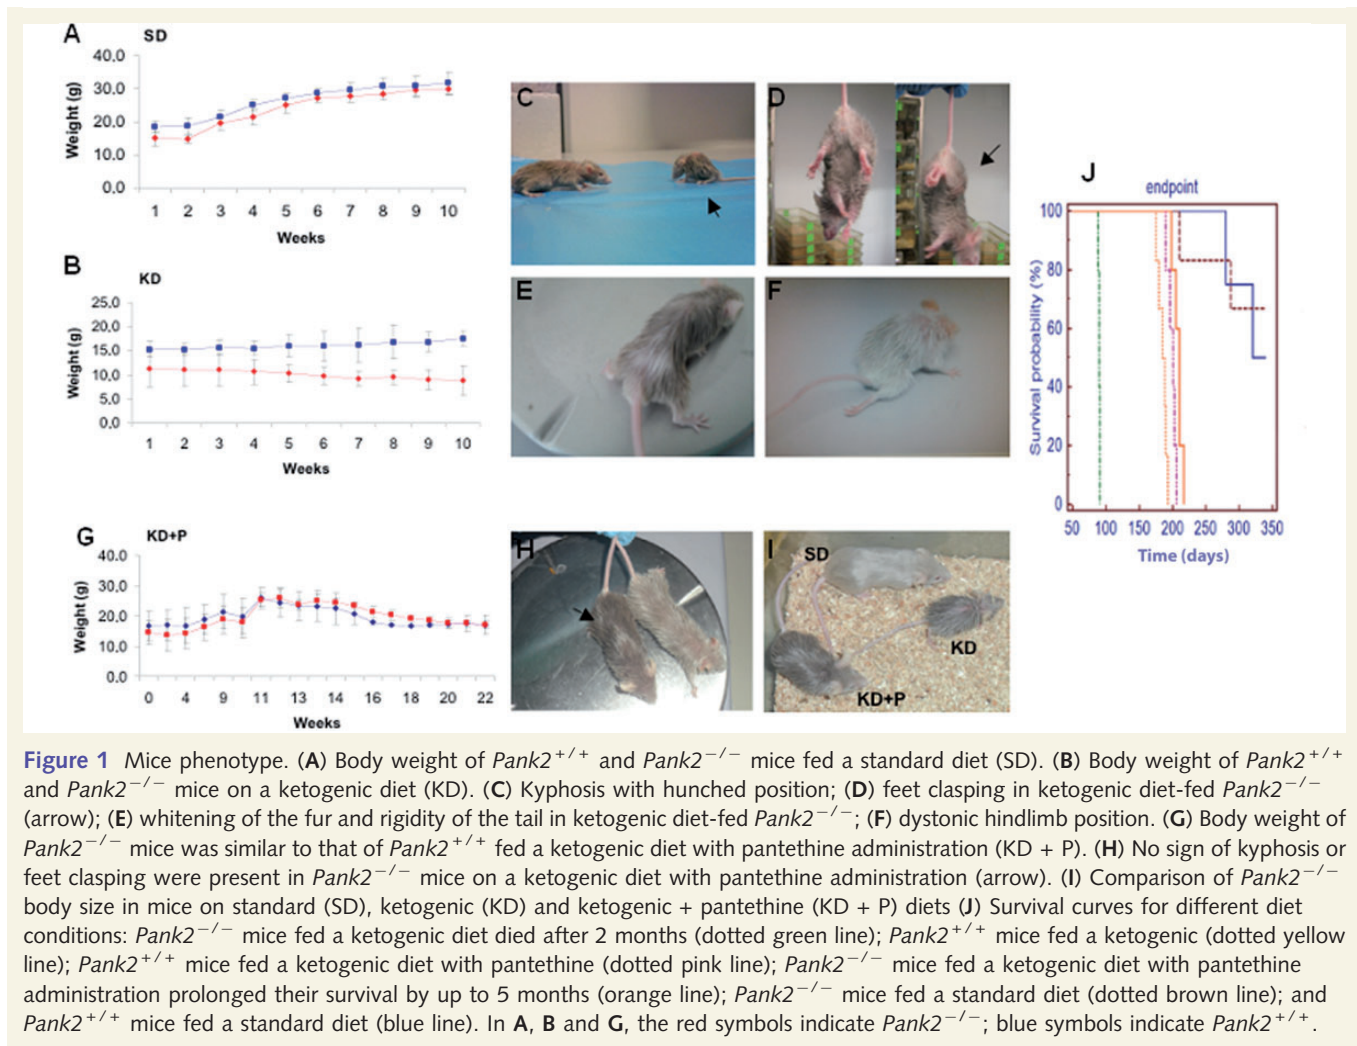 A
SD
40.0
30.0
20.0
10.0
0.0
Weight (g)
1 2 3 4 5 6 7 8 9 10
Weeks
B
KD
25.0
20.0
15.0
10.0
5.0
0.0
Weight (g)
1 2 3 4 5 6 7 8 9 10
Weeks
C
D
E
F
G
KD+P
40.0
30.0
20.0
10.0
0.0
Weight (g)
0 4 9 11 13 14 16 18 20 22
Weeks
H
I
SD
KD
KD+P
J
endpoint
100
80
60
40
20
0
Survival probability (%)
50 100 150 200 250 300 350
Time (days)
Figure 1 Mice phenotype. (A) Body weight of Pank2+/+ and Pank2−/− mice fed a standard diet (SD). (B) Body weight of Pank2+/+
and Pank2−/− mice on a ketogenic diet (KD). (C) Kyphosis with hunched position; (D) feet clasping in ketogenic diet-fed Pank2−/−
(arrow); (E) whitening of the fur and rigidity of the tail in ketogenic diet-fed Pank2−/−; (F) dystonic hindlimb position. (G) Body weight of
Pank2−/− mice was similar to that of Pank2+/+ fed a ketogenic diet with pantethine administration (KD + P). (H) No sign of kyphosis or
feet clasping were present in Pank2−/− mice on a ketogenic diet with pantethine administration (arrow). (I) Comparison of Pank2−/−
body size in mice on standard (SD), ketogenic (KD) and ketogenic + pantethine (KD + P) diets (J) Survival curves for different diet
conditions: Pank2−/− mice fed a ketogenic diet died after 2 months (dotted green line); Pank2+/+ mice fed a ketogenic (dotted yellow
line); Pank2+/+ mice fed a ketogenic diet with pantethine (dotted pink line); Pank2−/− mice fed a ketogenic diet with pantethine
administration prolonged their survival by up to 5 months (orange line); Pank2−/− mice fed a standard diet (dotted brown line); and
Pank2+/+ mice fed a standard diet (blue line). In A, B and G, the red symbols indicate Pank2−/−; blue symbols indicate Pank2+/+.